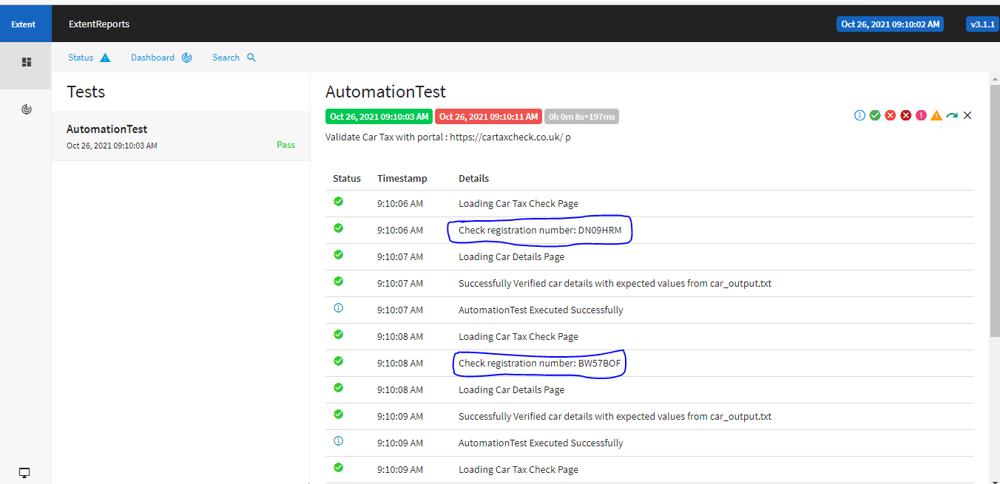 Extent ExtentReports Oct 26, 2021 09:10:02 AM v3.1.1
Status Dashboard Search
Tests
AutomationTest
Oct 26, 2021 09:10:03 AM Pass
AutomationTest
Oct 26, 2021 09:10:03 AM Oct 26, 2021 09:10:11 AM 0h 0m 8s+197ms
Validate Car Tax with portal : https://cartaxcheck.co.uk/ p
Status Timestamp Details
9:10:06 AM Loading Car Tax Check Page
9:10:06 AM Check registration number: DN09HRM
9:10:07 AM Loading Car Details Page
9:10:07 AM Successfully Verified car details with expected values from car_output.txt
9:10:07 AM AutomationTest Executed Successfully
9:10:08 AM Loading Car Tax Check Page
9:10:08 AM Check registration number: BW57BOF
9:10:08 AM Loading Car Details Page
9:10:09 AM Successfully Verified car details with expected values from car_output.txt
9:10:09 AM AutomationTest Executed Successfully
9:10:09 AM Loading Car Tax Check Page